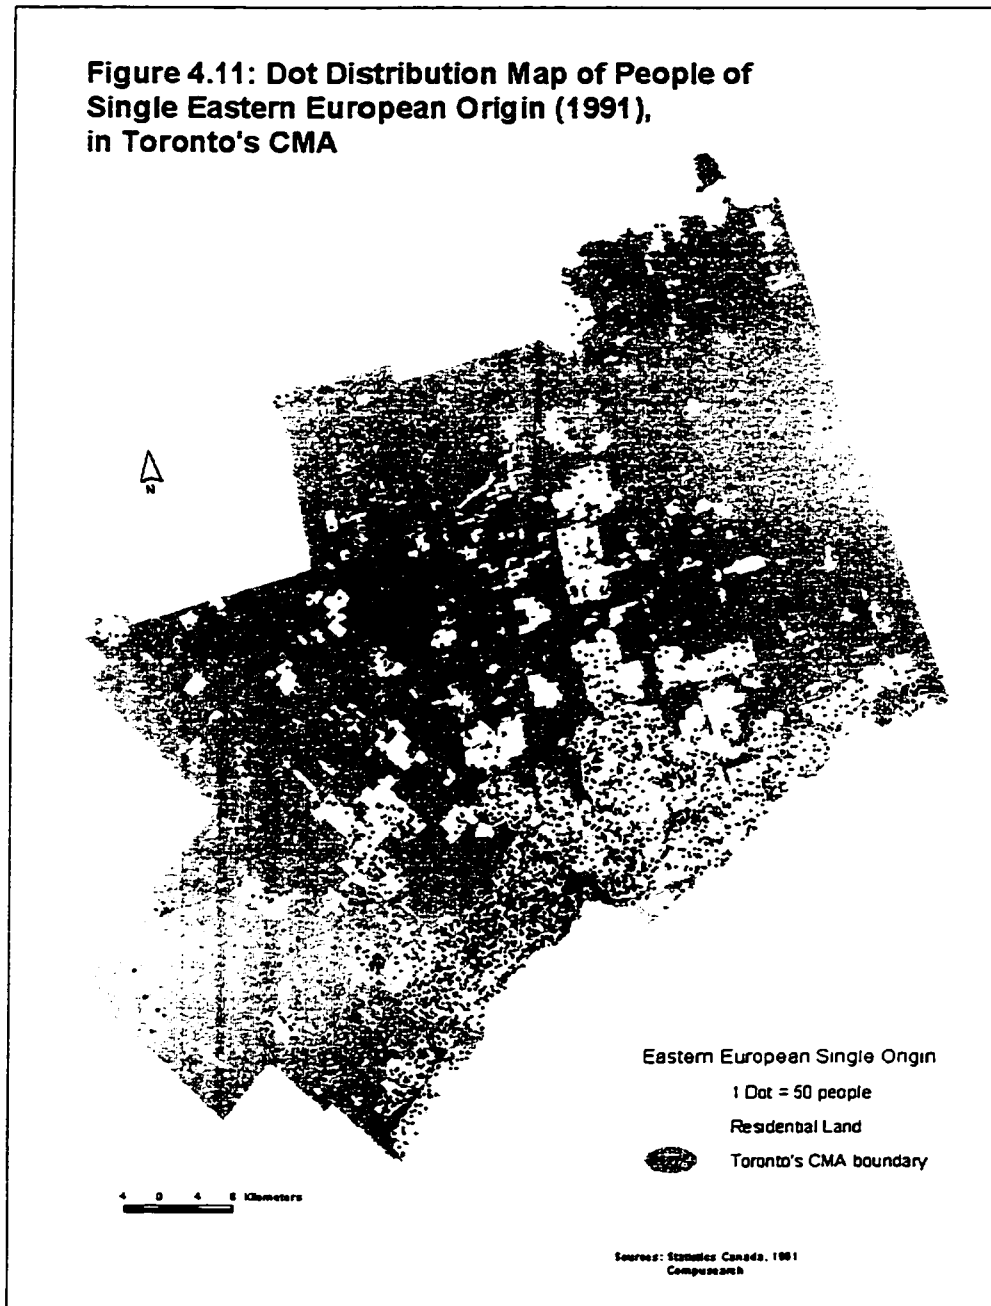 Figure 4.11: Dot Distribution Map of People of
Single Eastern European Origin (1991),
in Toronto's CMA
N
Eastern European Single Origin
1 Dot = 50 people
Residential Land
Toronto's CMA boundary
4 0 4 8 Kilometers
Sources: Statistics Canada, 1991
Compusearch